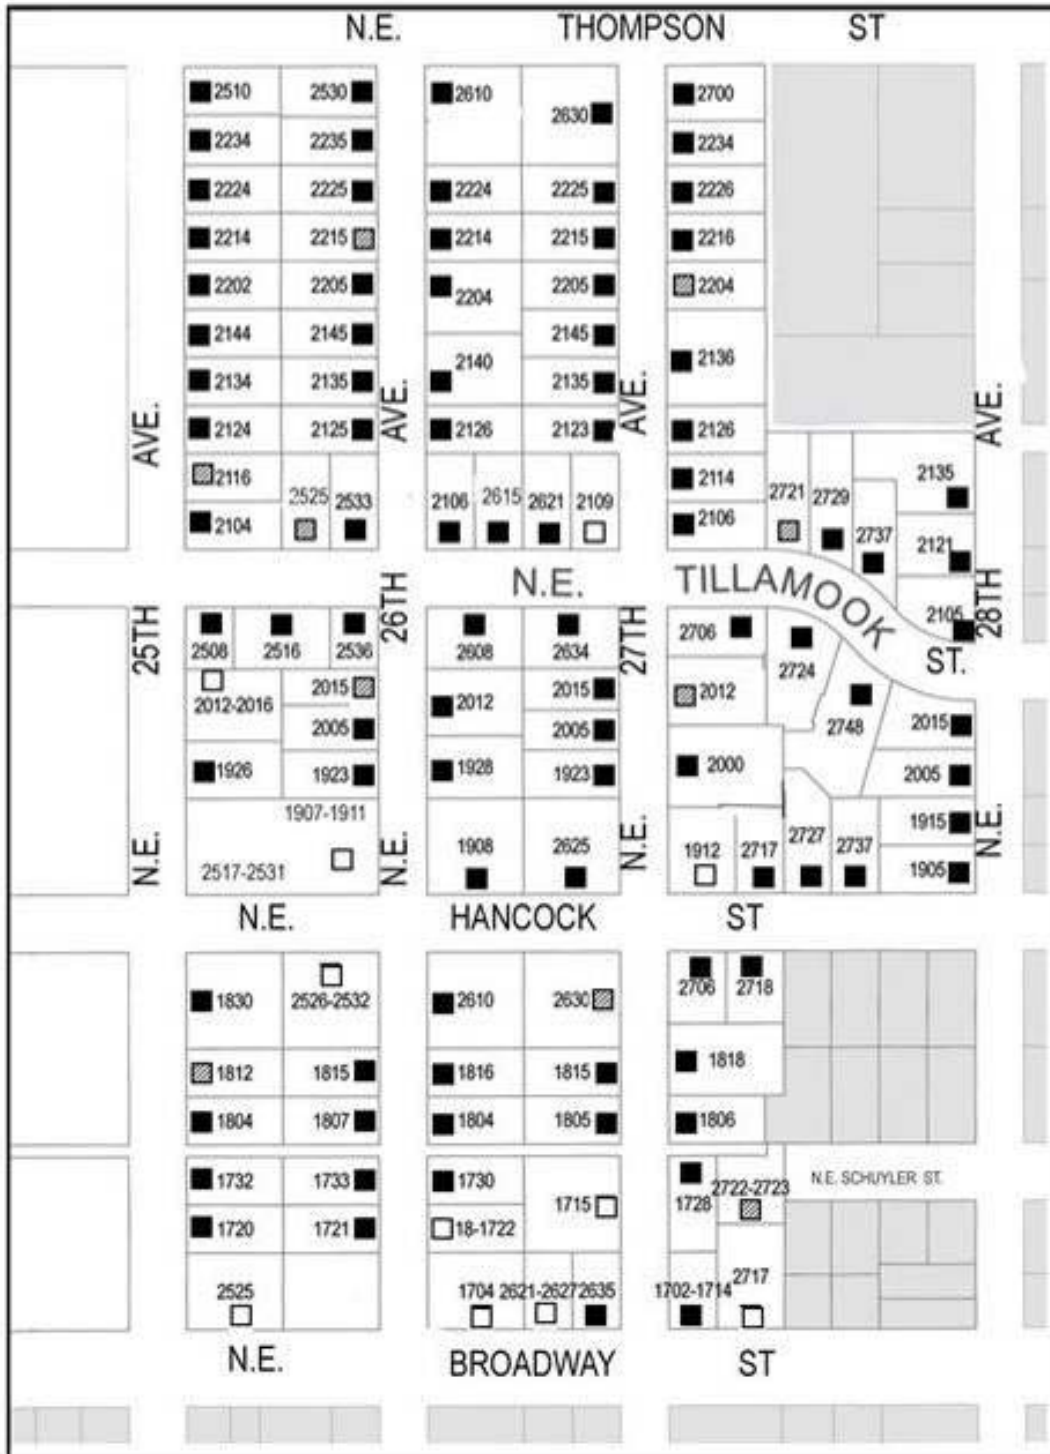 N.E. THOMPSON ST
2510 2530 2610 2630 2700
2234 2235 2234
2224 2225 2224 2225 2226
2214 2215 2214 2215 2216
2202 2205 2204 2205 2204
2144 2145 2140 2145 2136
2134 2135 2135
2124 2125 2126 2123 2126
AVE. AVE. AVE. AVE.
2116 2525 2533 2106 2615 2621 2109 2114 2721 2729 2737 2135
2104 2106 2121
2105
N.E. TILLAMOOK ST.
25TH 26TH 27TH 28TH
2508 2516 2536 2608 2634 2706 2724
2012-2016 2015 2012 2015 2012 2748 2015
2005 2005 2005
1926 1923 1928 1923 2000
1907-1911 1915
2517-2531 1908 2625 1912 2717 2727 2737 1905
N.E. N.E. N.E. N.E.
N.E. HANCOCK ST
1830 2526-2532 2610 2630 2706 2718
1812 1815 1816 1815 1818
1804 1807 1804 1805 1806
1732 1733 1730 1715 1728 2722-2723 N.E. SCHUYLER ST.
1720 1721 18-1722
2525 1704 2621-2627 2635 1702-1714 2717
N.E. BROADWAY ST